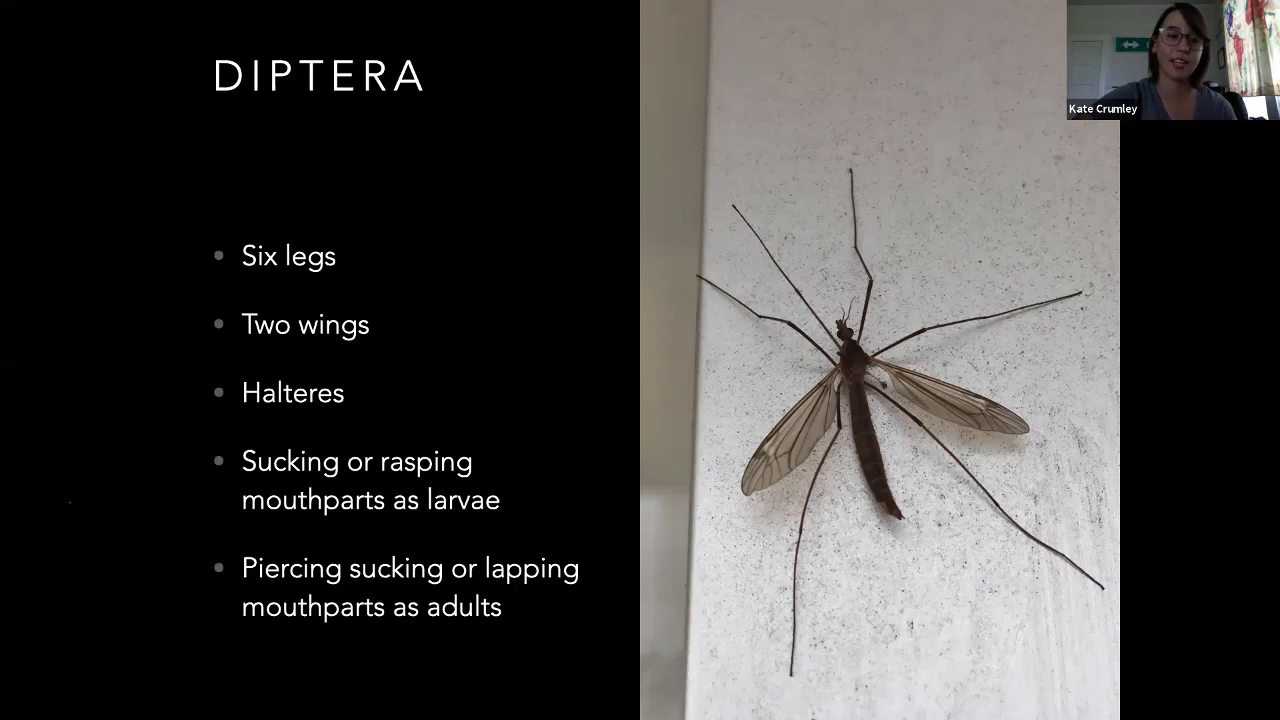 DIPTERA
Six legs
Two wings
Halteres
Sucking or rasping
mouthparts as larvae
Piercing sucking or lapping
mouthparts as adults
Kate Crumley